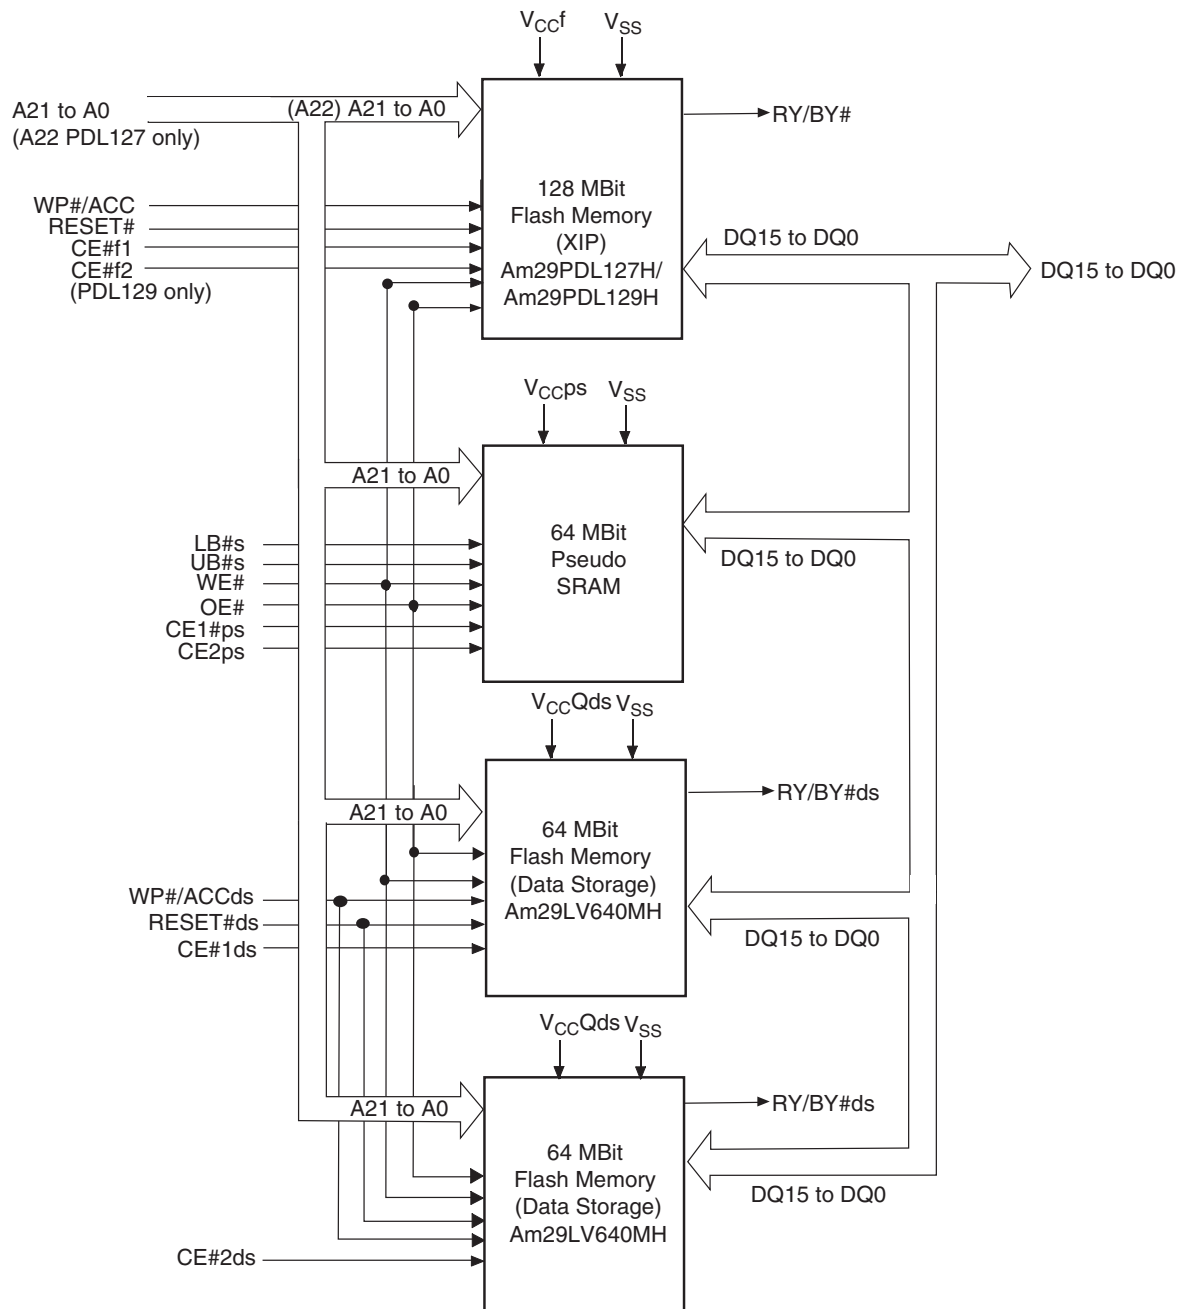 VCCf VSS
A21 to A0
(A22 PDL127 only)
(A22) A21 to A0
RY/BY#
WP#/ACC
RESET#
CE#f1
CE#f2
(PDL129 only)
128 MBit
Flash Memory
(XIP)
Am29PDL127H/
Am29PDL129H
DQ15 to DQ0
DQ15 to DQ0
VCCps VSS
A21 to A0
LB#s
UB#s
WE#
OE#
CE1#ps
CE2ps
64 MBit
Pseudo
SRAM
DQ15 to DQ0
VCCQds VSS
A21 to A0
RY/BY#ds
64 MBit
Flash Memory
(Data Storage)
Am29LV640MH
WP#/ACCds
RESET#ds
CE#1ds
DQ15 to DQ0
VCCQds VSS
A21 to A0
RY/BY#ds
64 MBit
Flash Memory
(Data Storage)
Am29LV640MH
DQ15 to DQ0
CE#2ds